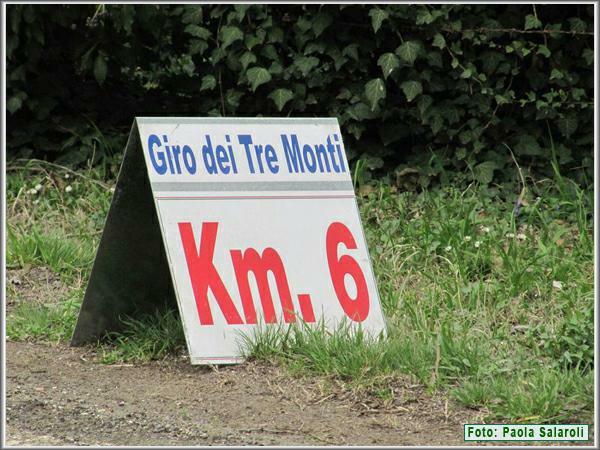 Giro dei Tre Monti
Km. 6
Foto: Paola Salaroli